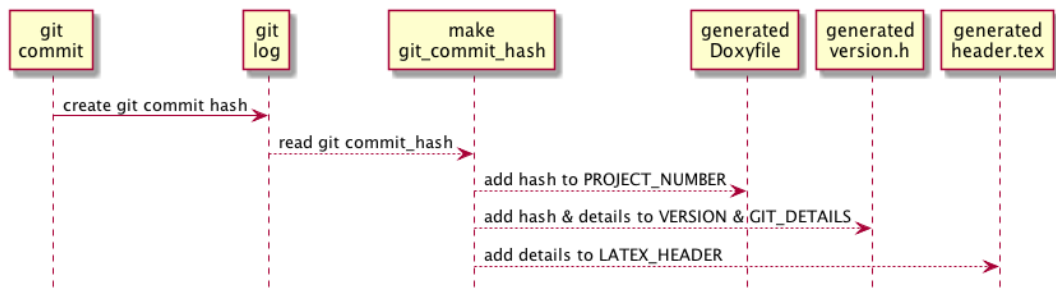 git
commit
git
log
make
git_commit_hash
generated
Doxyfile
generated
version.h
generated
header.tex
create git commit hash
read git commit_hash
add hash to PROJECT_NUMBER
add hash & details to VERSION & GIT_DETAILS
add details to LATEX_HEADER